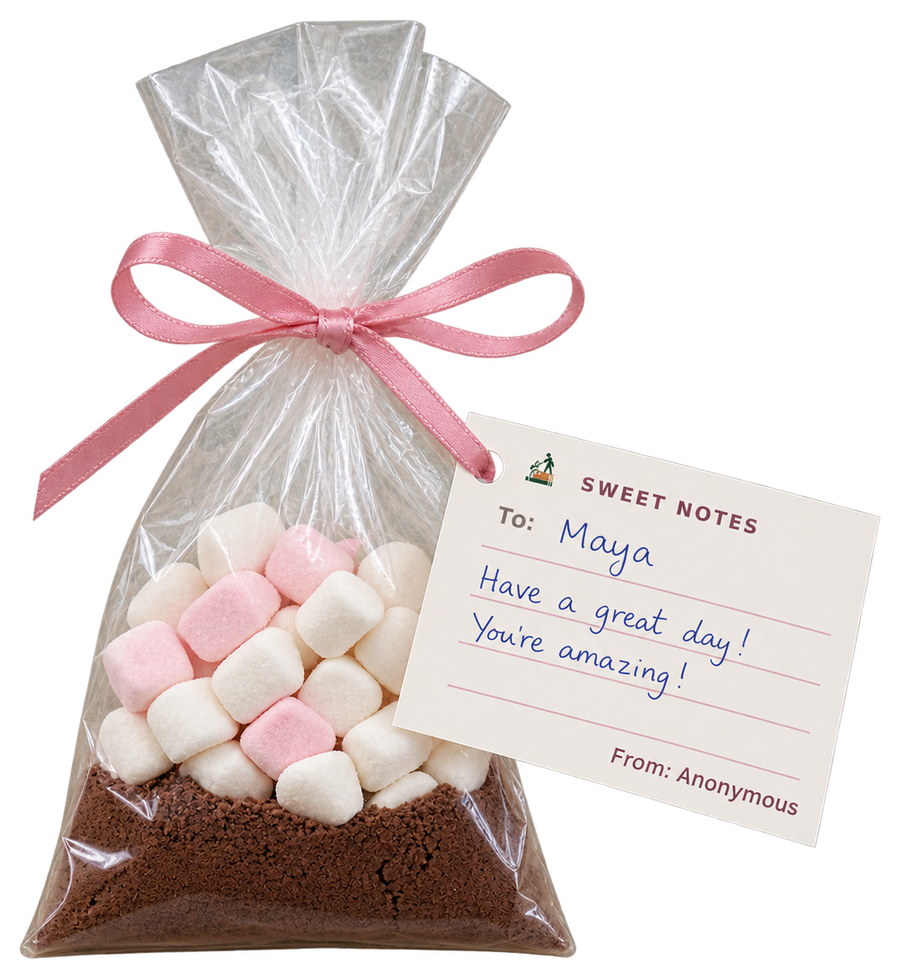 SWEET NOTES
To: Maya
Have a great day!
You're amazing!
From: Anonymous